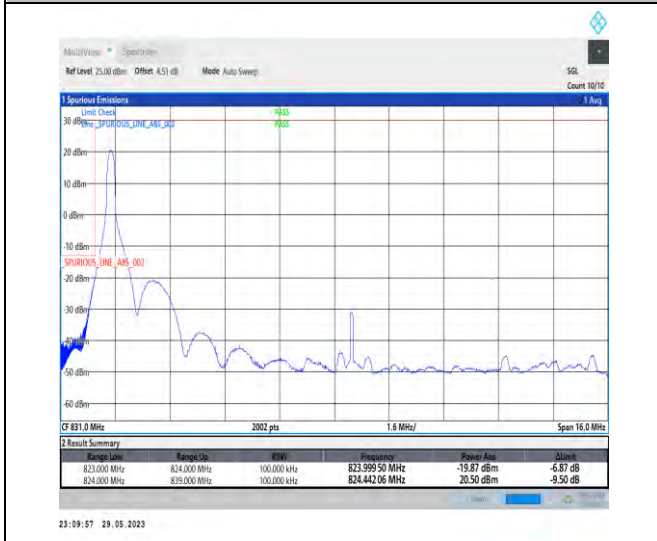 MultiView Spectrum
Ref Level 25.00 dBm Offset 4.51 dB Mode Auto Sweep SGL
Count 10/10
1 Spurious Emissions 1 Avg
Limit Check PASS
30 dBm Line _SPURIOUS_LINE_ABS_002 PASS
20 dBm
10 dBm
0 dBm
-10 dBm
SPURIOUS_LINE_ABS_002
-20 dBm
-30 dBm
-40 dBm
-50 dBm
-60 dBm
CF 831.0 MHz 2002 pts 1.6 MHz/ Span 16.0 MHz
2 Result Summary
Range Low Range Up RBW Frequency Power Abs ΔLimit
823.000 MHz 824.000 MHz 100.000 kHz 823.999 50 MHz -19.87 dBm -6.87 dB
824.000 MHz 839.000 MHz 100.000 kHz 824.442 06 MHz 20.50 dBm -9.50 dB
23:09:57 29.05.2023